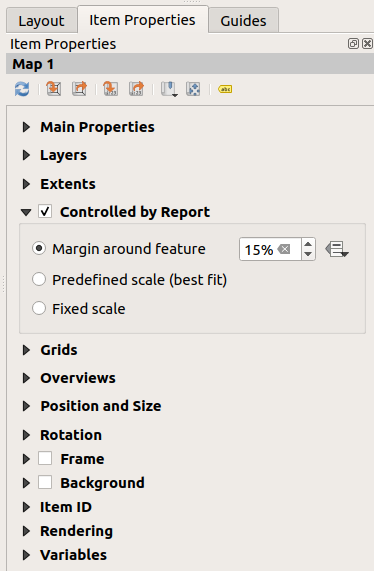 Layout Item Properties Guides
Item Properties
Map 1
Main Properties
Layers
Extents
Controlled by Report
Margin around feature 15%
Predefined scale (best fit)
Fixed scale
Grids
Overviews
Position and Size
Rotation
Frame
Background
Item ID
Rendering
Variables